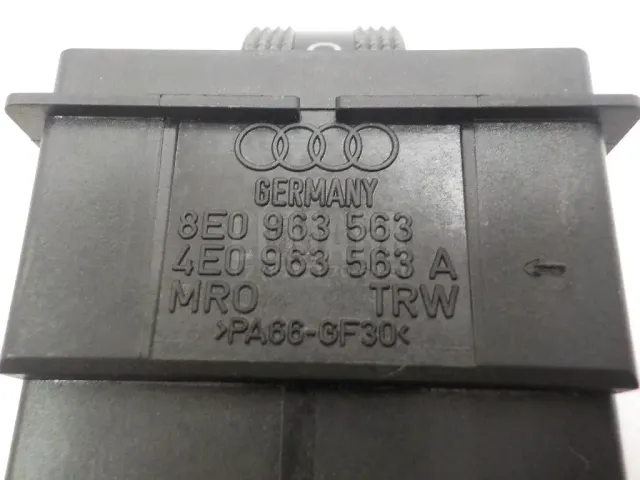 GERMANY
8E0 963 563
4E0 963 563 A
MRO TRW
>PA66-GF30<